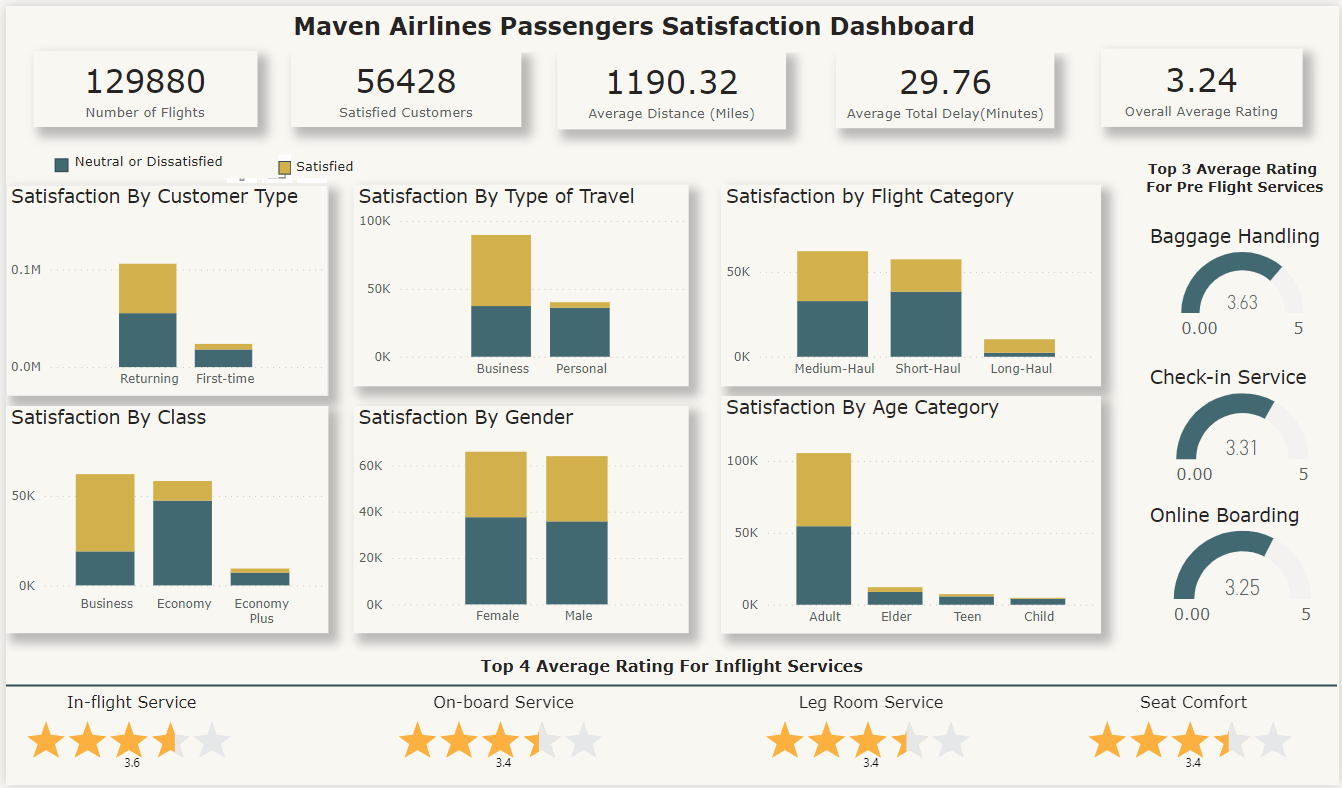 Maven Airlines Passengers Satisfaction Dashboard
129880
Number of Flights
56428
Satisfied Customers
1190.32
Average Distance (Miles)
29.76
Average Total Delay(Minutes)
3.24
Overall Average Rating
Neutral or Dissatisfied
Satisfied
Satisfaction By Customer Type
0.1M
0.0M
Returning
First-time
Satisfaction By Type of Travel
100K
50K
0K
Business
Personal
Satisfaction by Flight Category
50K
0K
Medium-Haul
Short-Haul
Long-Haul
Satisfaction By Class
50K
0K
Business
Economy
Economy
Plus
Satisfaction By Gender
60K
40K
20K
0K
Female
Male
Satisfaction By Age Category
100K
50K
0K
Adult
Elder
Teen
Child
Top 3 Average Rating
For Pre Flight Services
Baggage Handling
3.63
0.00
5
Check-in Service
3.31
0.00
5
Online Boarding
3.25
0.00
5
Top 4 Average Rating For Inflight Services
In-flight Service
3.6
On-board Service
3.4
Leg Room Service
3.4
Seat Comfort
3.4